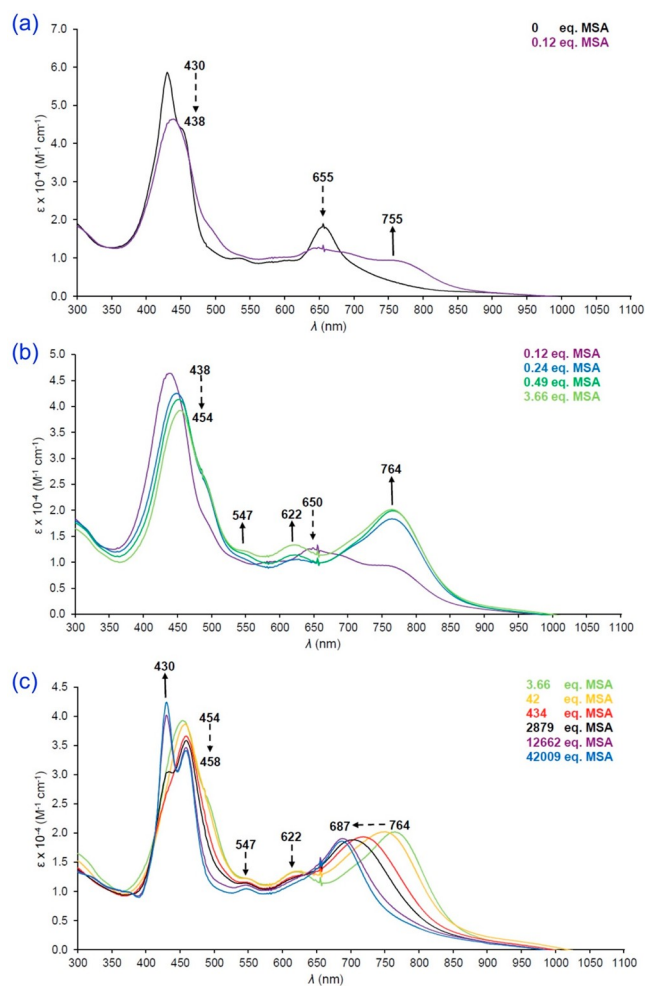 (a)
7.0
6.0
5.0
4.0
3.0
2.0
1.0
0.0
ε x 10⁻⁴ (M⁻¹ cm⁻¹)
0 eq. MSA
0.12 eq. MSA
430
438
655
755
300 350 400 450 500 550 600 650 700 750 800 850 900 950 1000 1050 1100
λ (nm)
(b)
5.0
4.5
4.0
3.5
3.0
2.5
2.0
1.5
1.0
0.5
0.0
ε x 10⁻⁴ (M⁻¹ cm⁻¹)
0.12 eq. MSA
0.24 eq. MSA
0.49 eq. MSA
3.66 eq. MSA
438
454
547
622
650
764
300 350 400 450 500 550 600 650 700 750 800 850 900 950 1000 1050 1100
λ (nm)
(c)
4.5
4.0
3.5
3.0
2.5
2.0
1.5
1.0
0.5
0.0
ε x 10⁻⁴ (M⁻¹ cm⁻¹)
3.66 eq. MSA
42 eq. MSA
434 eq. MSA
2879 eq. MSA
12662 eq. MSA
42009 eq. MSA
430
454
458
547
622
687
764
300 350 400 450 500 550 600 650 700 750 800 850 900 950 1000 1050 1100
λ (nm)